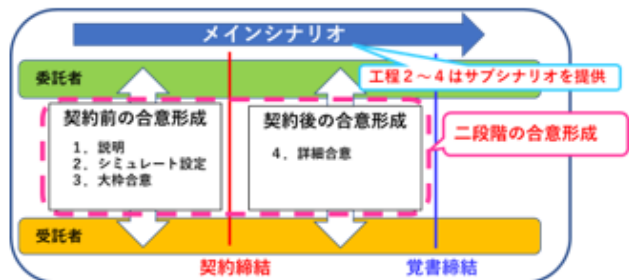 メインシナリオ
委託者
工程２～４はサブシナリオを提供
契約前の合意形成
１．説明
２．シミュレート設定
３．大枠合意
契約後の合意形成
４．詳細合意
二段階の合意形成
受託者
契約締結
覚書締結